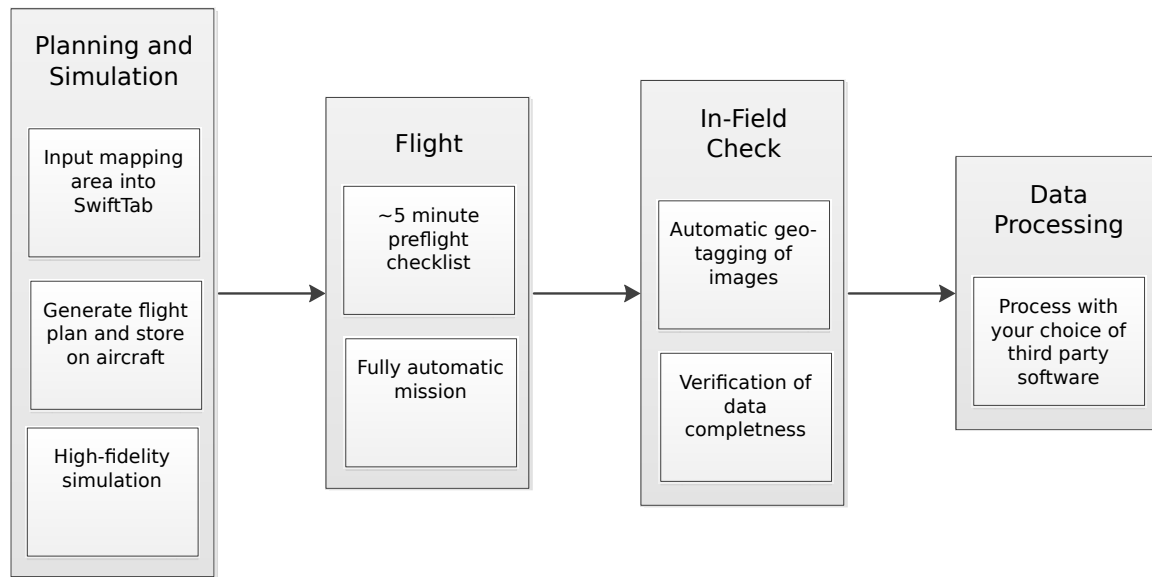 Planning and
Simulation
Input mapping
area into
SwiftTab
Generate flight
plan and store
on aircraft
High-fidelity
simulation
Flight
~5 minute
preflight
checklist
Fully automatic
mission
In-Field
Check
Automatic geo-
tagging of
images
Verification of
data
completness
Data
Processing
Process with
your choice of
third party
software